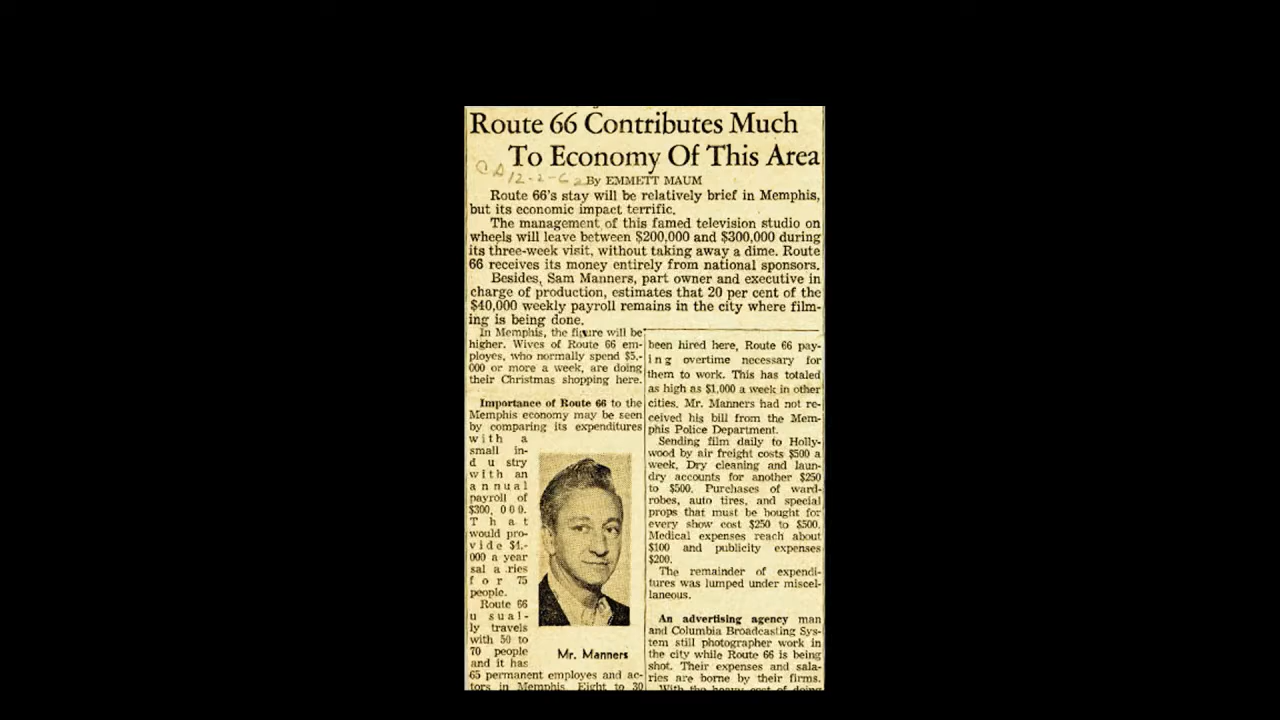 Route 66 Contributes Much
To Economy Of This Area
CA 12-2-62
By EMMETT MAUM
Route 66's stay will be relatively brief in Memphis,
but its economic impact terrific.
The management of this famed television studio on
wheels will leave between $200,000 and $300,000 during
its three-week visit, without taking away a dime. Route
66 receives its money entirely from national sponsors.
Besides, Sam Manners, part owner and executive in
charge of production, estimates that 20 per cent of the
$40,000 weekly payroll remains in the city where film-
ing is being done.
In Memphis, the figure will be
higher. Wives of Route 66 em-
ployes, who normally spend $5,-
000 or more a week, are doing
their Christmas shopping here.
Importance of Route 66 to the
Memphis economy may be seen
by comparing its expenditures
with a
small in-
dustry
with an
annual
payroll of
$300,000.
That
would pro-
vide $4,-
000 a year
salaries
for 75
people.
Route 66
usual-
ly travels
with 50 to
70 people
and it has
65 permanent employes and ac-
tors in Memphis. Eight to 30
Mr. Manners
been hired here, Route 66 pay-
ing overtime necessary for
them to work. This has totaled
as high as $1,000 a week in other
cities. Mr. Manners had not re-
ceived his bill from the Mem-
phis Police Department.
Sending film daily to Holly-
wood by air freight costs $500 a
week. Dry cleaning and laun-
dry accounts for another $250
to $500. Purchases of ward-
robes, auto tires, and special
props that must be bought for
every show cost $250 to $500.
Medical expenses reach about
$100 and publicity expenses
$200.
The remainder of expendi-
tures was lumped under miscel-
laneous.
An advertising agency man
and Columbia Broadcasting Sys-
tem still photographer work in
the city while Route 66 is being
shot. Their expenses and sala-
ries are borne by their firms.
With the heavy cost of doing